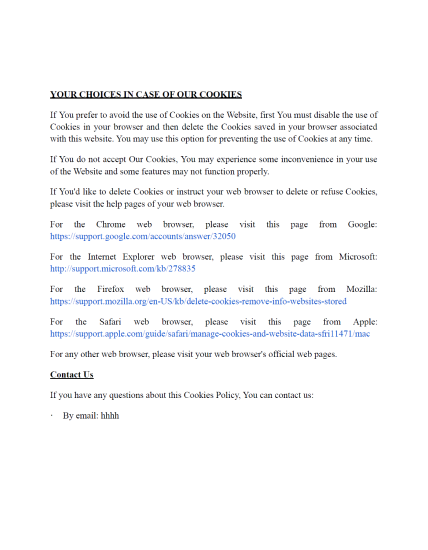 YOUR CHOICES IN CASE OF OUR COOKIES
If You prefer to avoid the use of Cookies on the Website, first You must disable the use of
Cookies in your browser and then delete the Cookies saved in your browser associated
with this website. You may use this option for preventing the use of Cookies at any time.
If You do not accept Our Cookies, You may experience some inconvenience in your use
of the Website and some features may not function properly.
If You'd like to delete Cookies or instruct your web browser to delete or refuse Cookies,
please visit the help pages of your web browser.
For the Chrome web browser, please visit this page from Google:
https://support.google.com/accounts/answer/32050
For the Internet Explorer web browser, please visit this page from Microsoft:
http://support.microsoft.com/kb/278835
For the Firefox web browser, please visit this page from Mozilla:
https://support.mozilla.org/en-US/kb/delete-cookies-remove-info-websites-stored
For the Safari web browser, please visit this page from Apple:
https://support.apple.com/guide/safari/manage-cookies-and-website-data-sfri11471/mac
For any other web browser, please visit your web browser's official web pages.
Contact Us
If you have any questions about this Cookies Policy, You can contact us:
· By email: hhhh